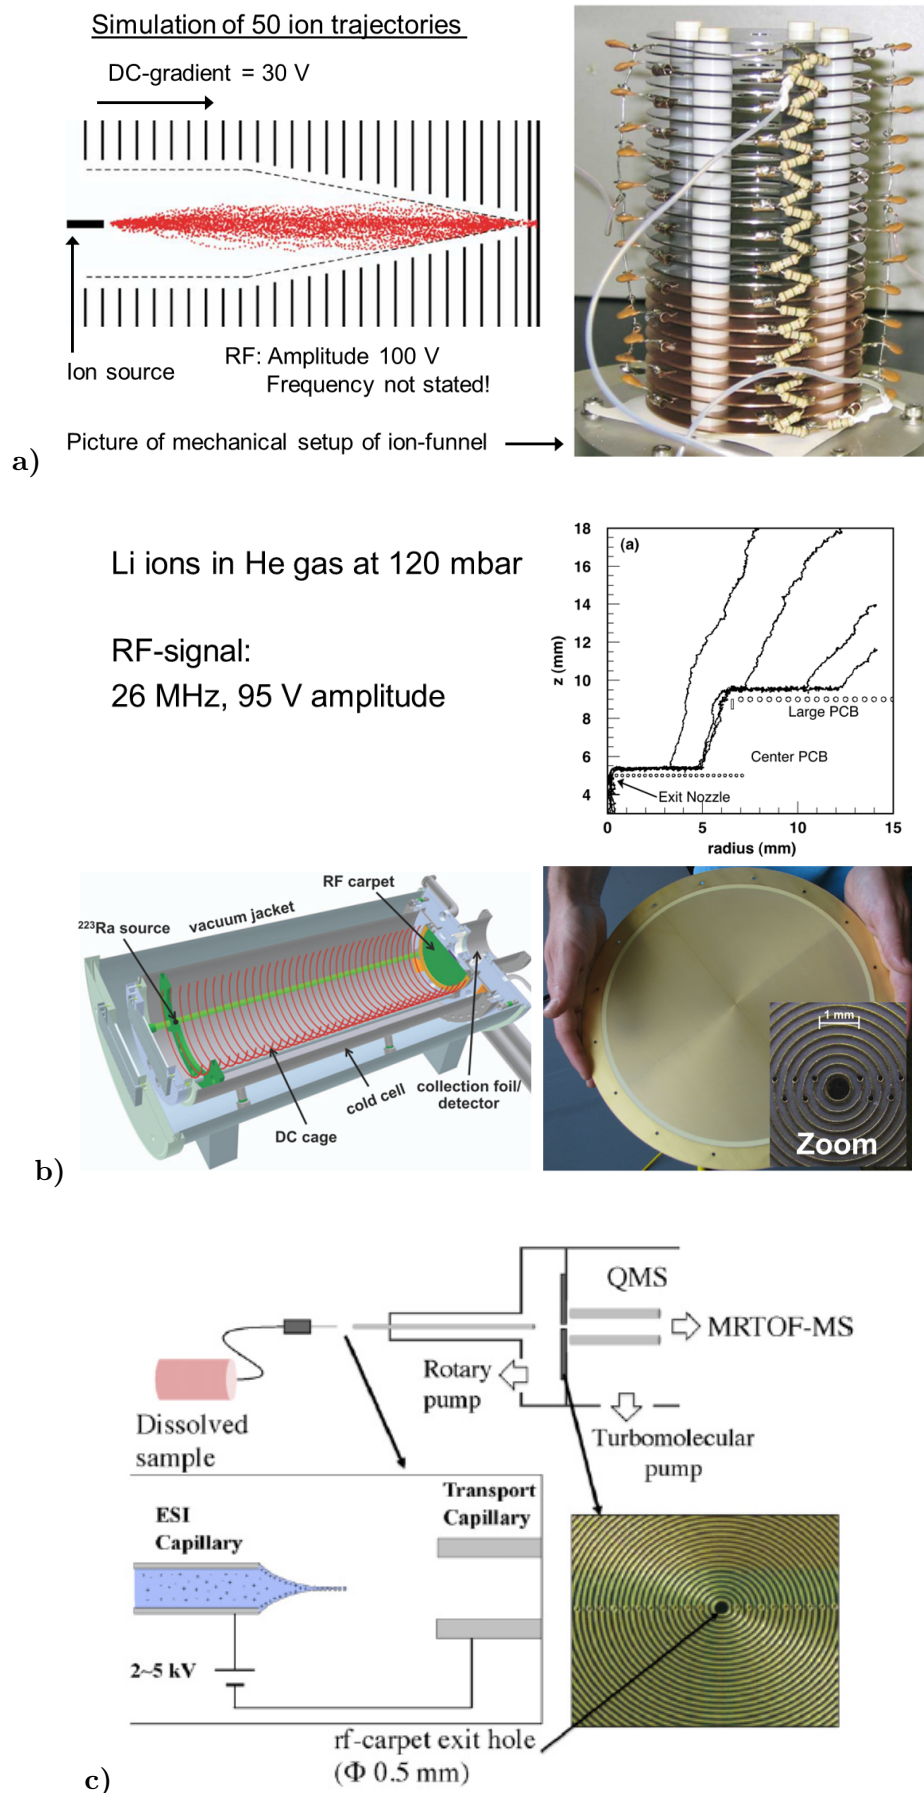 Simulation of 50 ion trajectories
DC-gradient = 30 V
Ion source
RF: Amplitude 100 V
Frequency not stated!
Picture of mechanical setup of ion-funnel
a)
Li ions in He gas at 120 mbar
RF-signal:
26 MHz, 95 V amplitude
(a)
18
16
14
12
10
8
6
4
z (mm)
Large PCB
Center PCB
Exit Nozzle
0 5 10 15
radius (mm)
RF carpet
vacuum jacket
²²³Ra source
collection foil/
detector
cold cell
DC cage
1 mm
Zoom
b)
QMS
MRTOF-MS
Rotary
pump
Dissolved
sample
Turbomolecular
pump
ESI
Capillary
Transport
Capillary
2~5 kV
rf-carpet exit hole
(Φ 0.5 mm)
c)